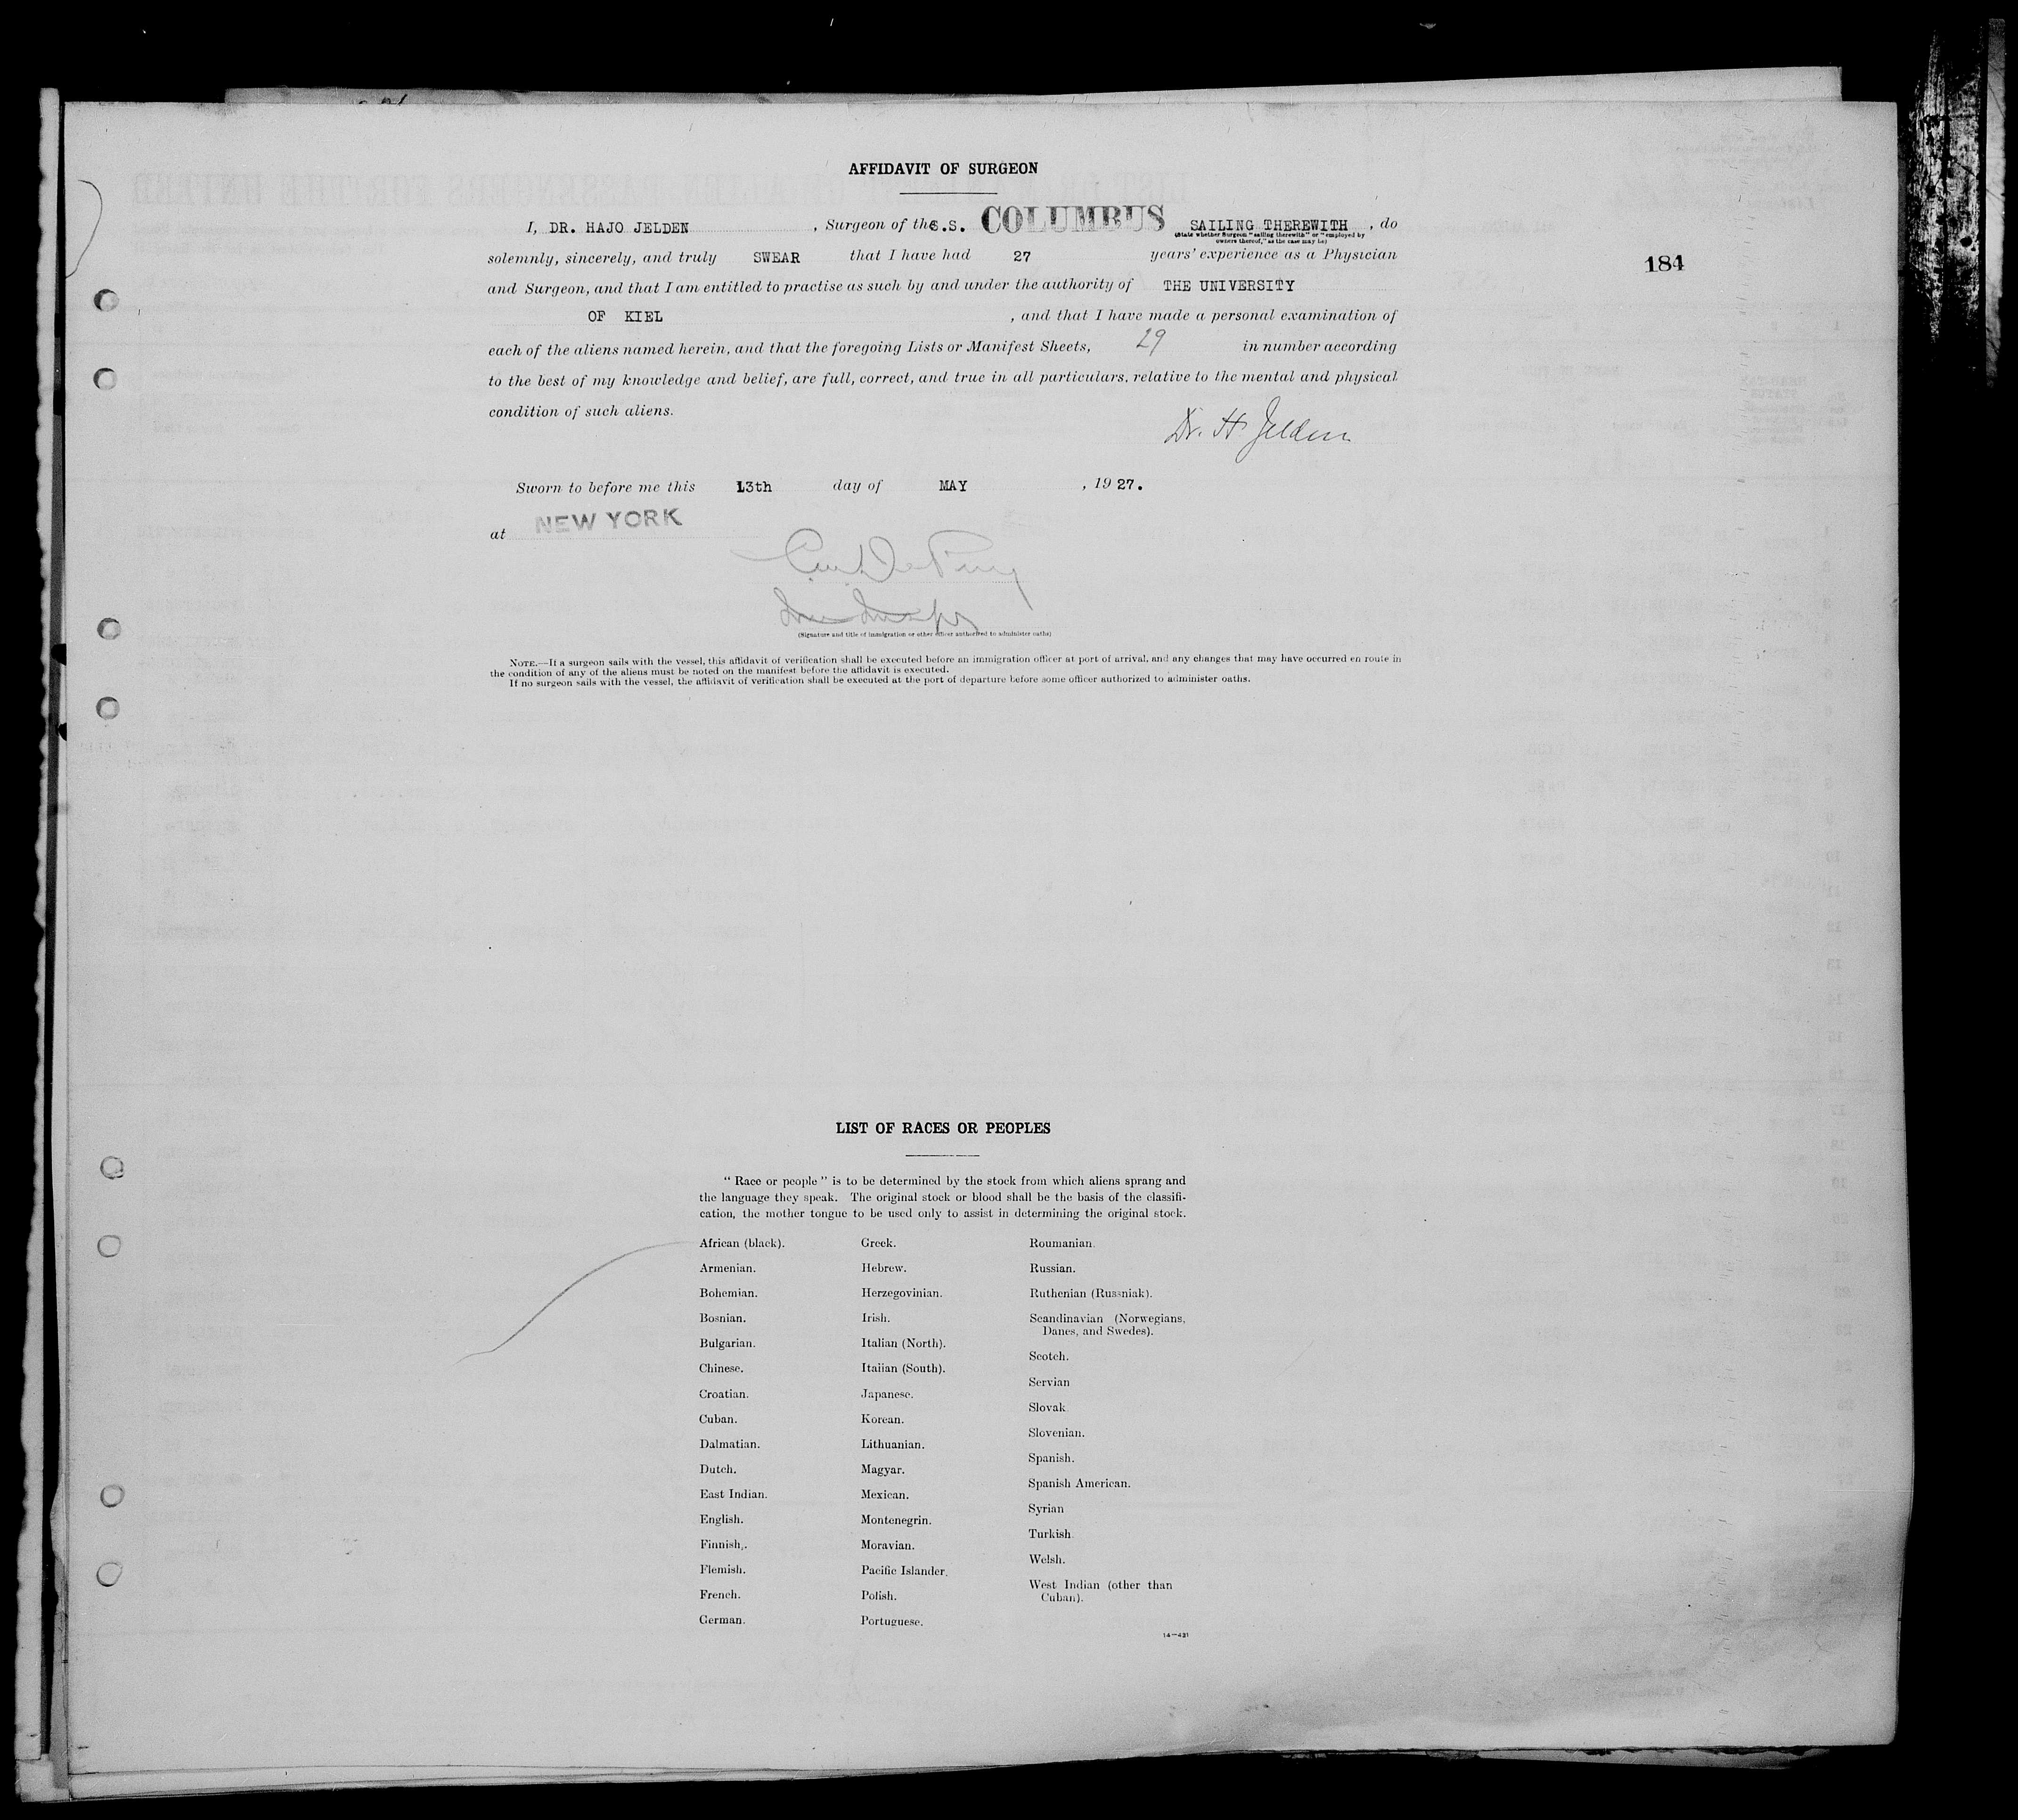 AFFIDAVIT OF SURGEON
I, DR. HAJO JELDEN , Surgeon of the S.S. COLUMBUS SAILING THEREWITH , do
(State whether Surgeon "sailing therewith" or "employed by
owners thereof," as the case may be)
solemnly, sincerely, and truly SWEAR that I have had 27 years' experience as a Physician
184
and Surgeon, and that I am entitled to practise as such by and under the authority of THE UNIVERSITY
OF KIEL , and that I have made a personal examination of
each of the aliens named herein, and that the foregoing Lists or Manifest Sheets, 29 in number according
to the best of my knowledge and belief, are full, correct, and true in all particulars, relative to the mental and physical
condition of such aliens.
Dr. H Jelden
Sworn to before me this 13th day of MAY , 1927.
at NEW YORK
(Signature and title of immigration or other officer authorized to administer oaths)
NOTE.—If a surgeon sails with the vessel, this affidavit of verification shall be executed before an immigration officer at port of arrival, and any changes that may have occurred en route in
the condition of any of the aliens must be noted on the manifest before the affidavit is executed.
If no surgeon sails with the vessel, the affidavit of verification shall be executed at the port of departure before some officer authorized to administer oaths.
LIST OF RACES OR PEOPLES
" Race or people " is to be determined by the stock from which aliens sprang and
the language they speak. The original stock or blood shall be the basis of the classifi-
cation, the mother tongue to be used only to assist in determining the original stock.
African (black).
Armenian.
Bohemian.
Bosnian.
Bulgarian.
Chinese.
Croatian.
Cuban.
Dalmatian.
Dutch.
East Indian.
English.
Finnish.
Flemish.
French.
German.
Greek.
Hebrew.
Herzegovinian.
Irish.
Italian (North).
Italian (South).
Japanese.
Korean.
Lithuanian.
Magyar.
Mexican.
Montenegrin.
Moravian.
Pacific Islander.
Polish.
Portuguese.
Roumanian.
Russian.
Ruthenian (Russniak).
Scandinavian (Norwegians,
Danes, and Swedes).
Scotch.
Servian
Slovak
Slovenian.
Spanish.
Spanish American.
Syrian
Turkish.
Welsh.
West Indian (other than
Cuban).
14—431